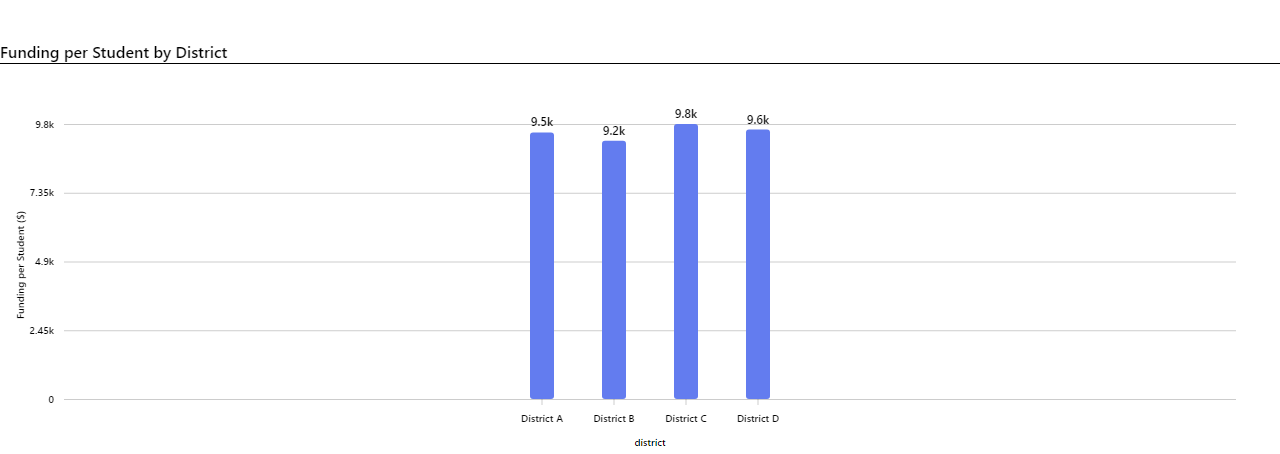 Funding per Student by District
Funding per Student ($)
9.8k
7.35k
4.9k
2.45k
0
9.5k
9.2k
9.8k
9.6k
District A
District B
District C
District D
district